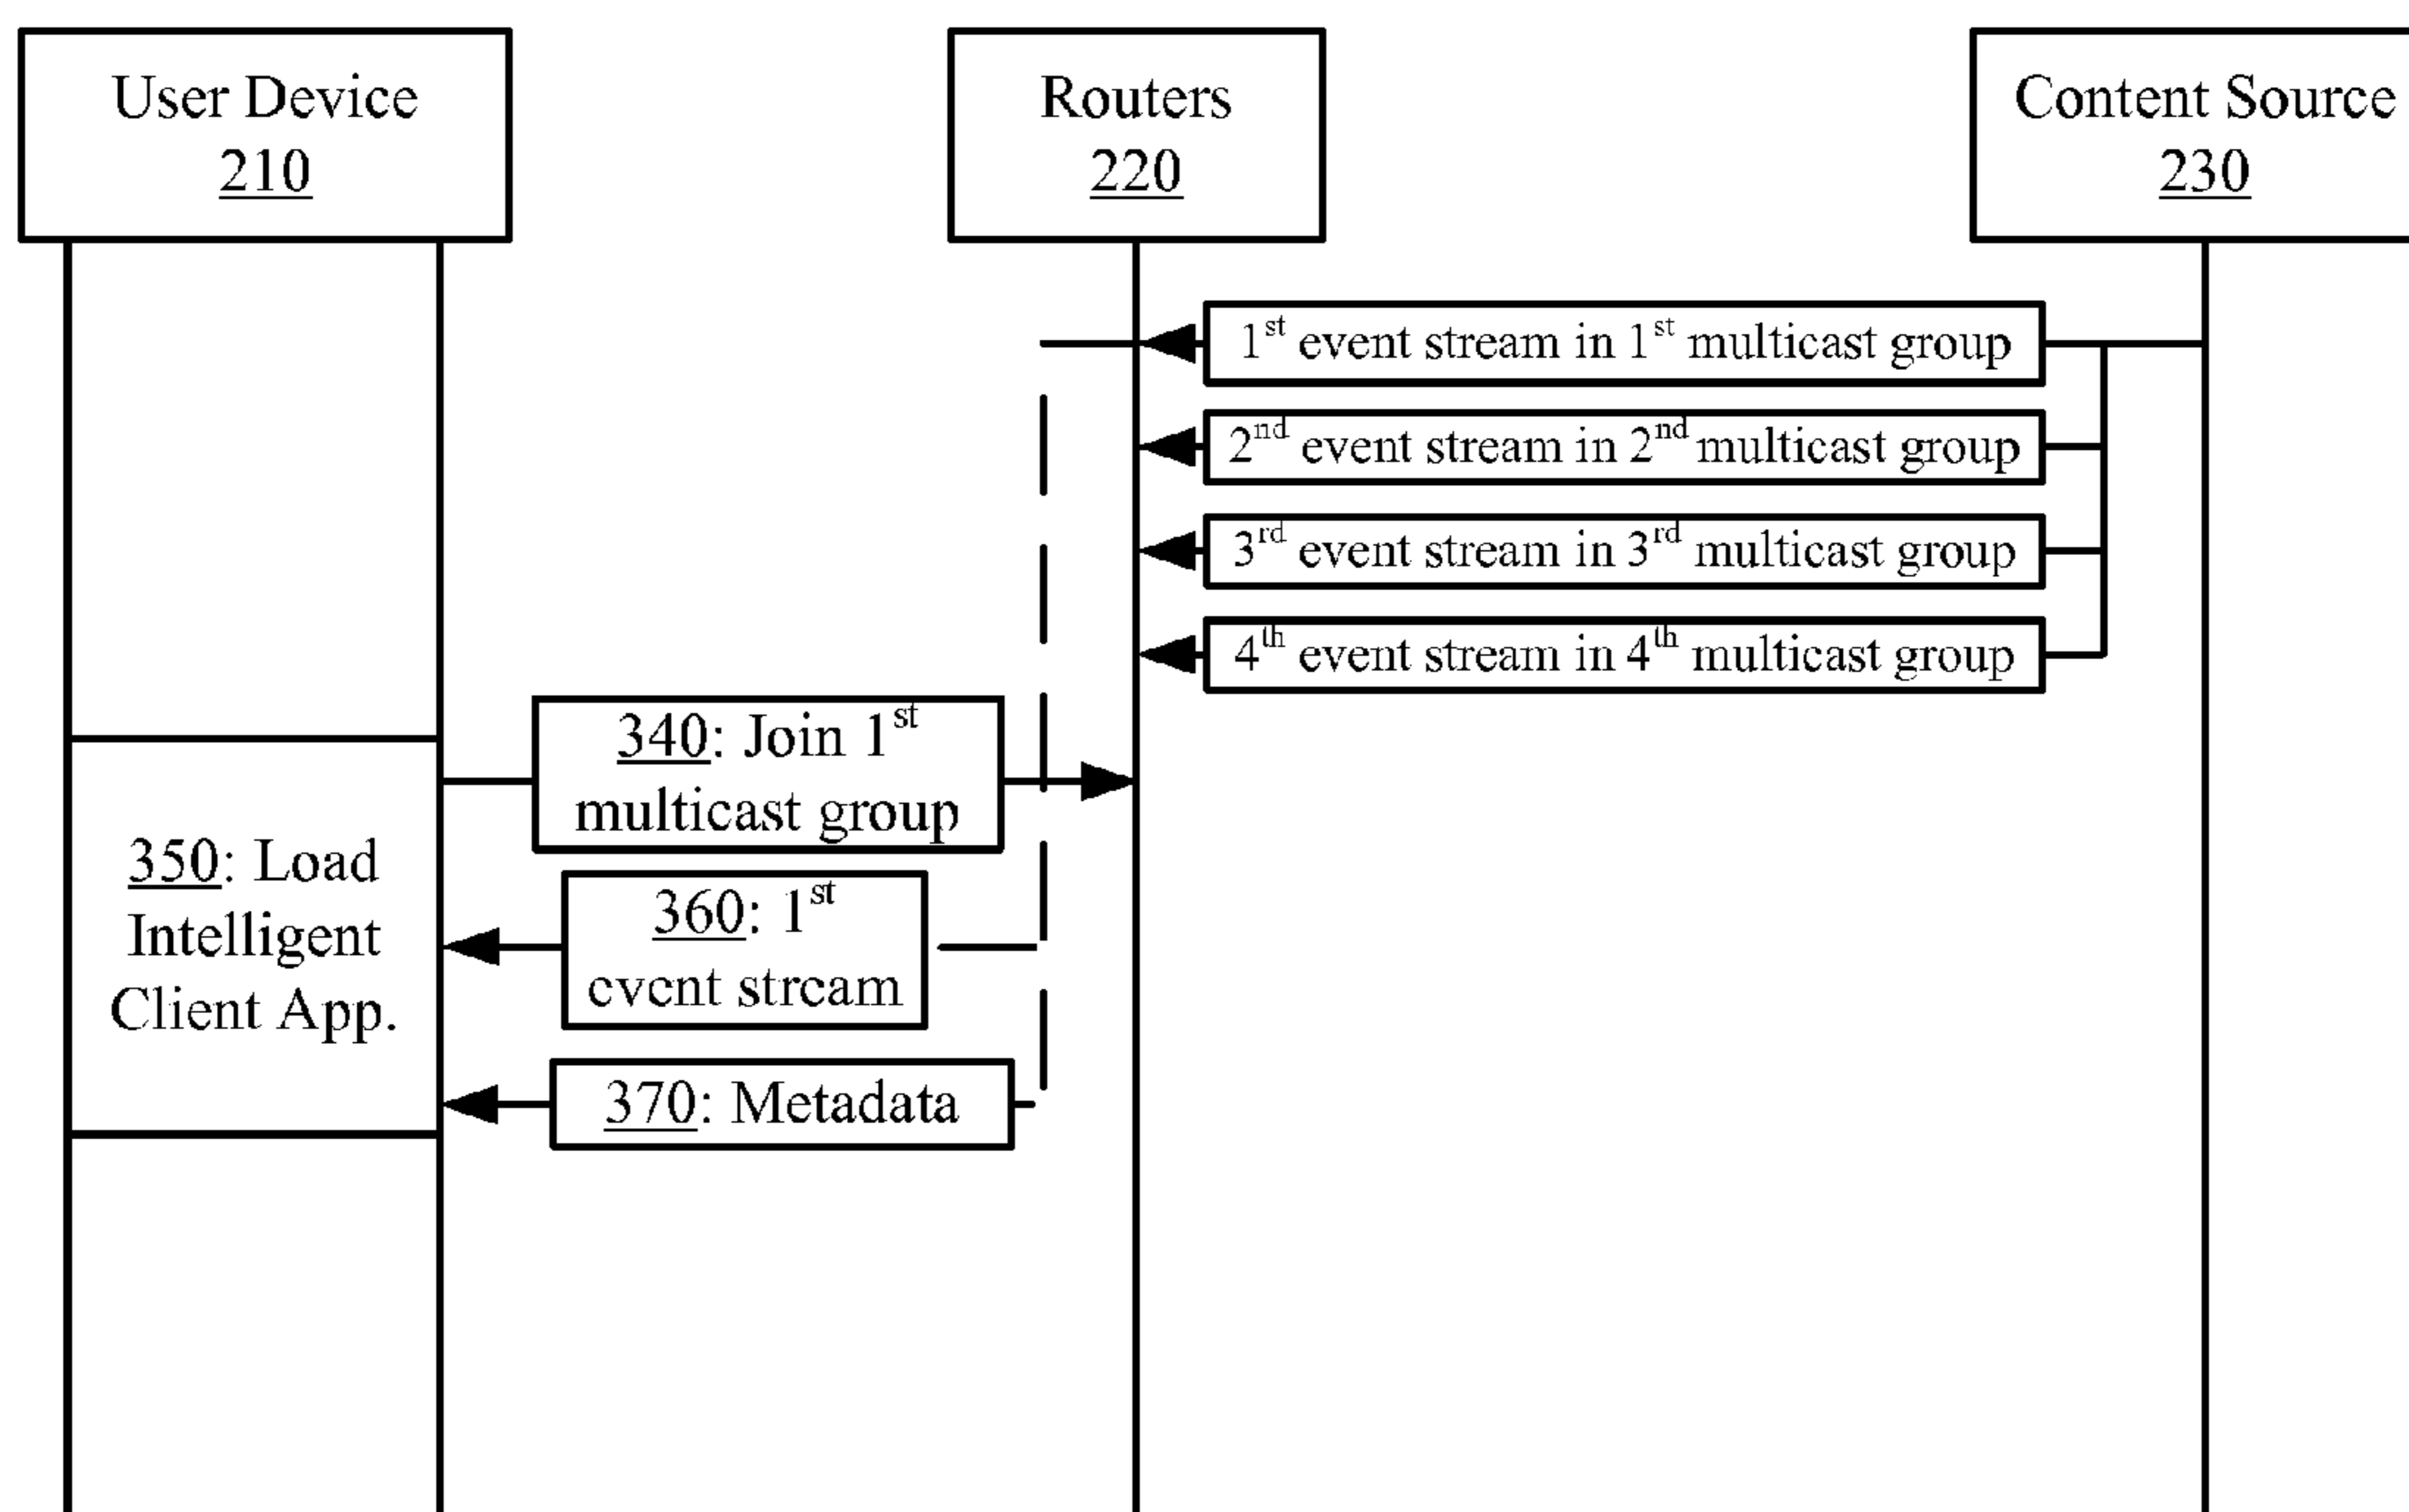 User Device
210
Routers
220
Content Source
230
1st event stream in 1st multicast group
2nd event stream in 2nd multicast group
3rd event stream in 3rd multicast group
4th event stream in 4th multicast group
340: Join 1st
multicast group
350: Load
Intelligent
Client App.
360: 1st
event stream
370: Metadata